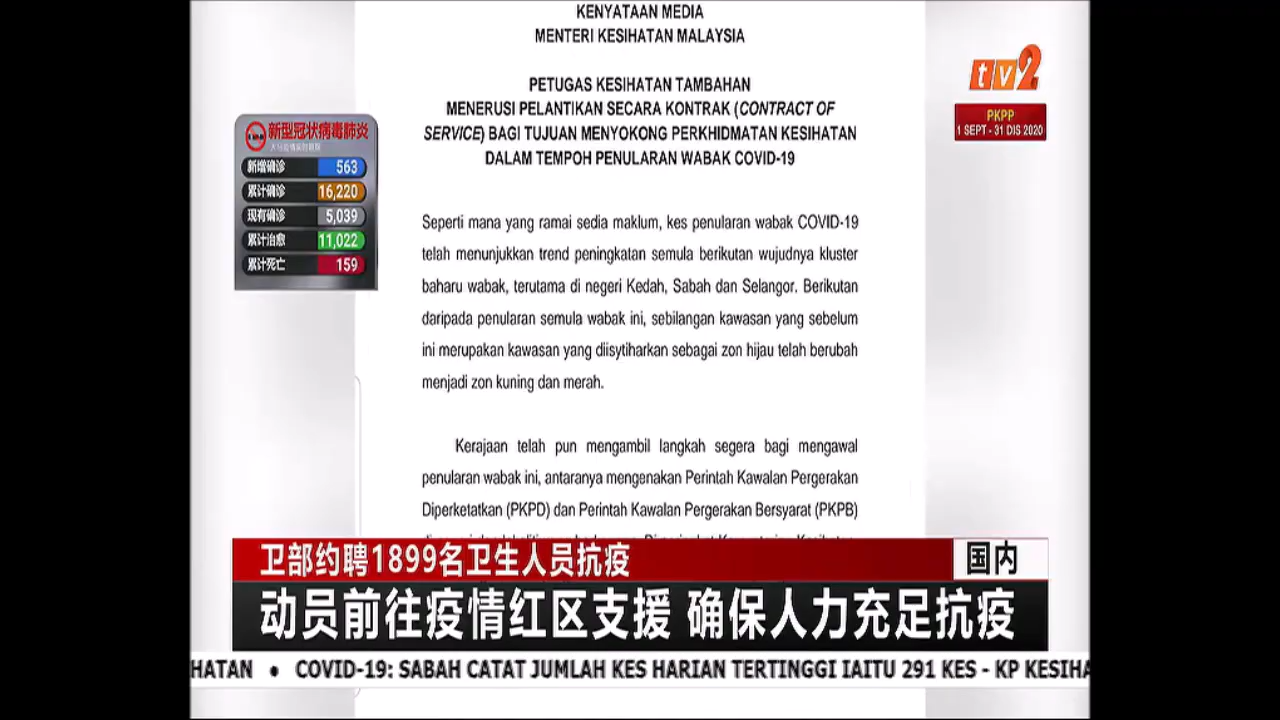 KENYATAAN MEDIA
MENTERI KESIHATAN MALAYSIA
PETUGAS KESIHATAN TAMBAHAN
MENERUSI PELANTIKAN SECARA KONTRAK (CONTRACT OF
SERVICE) BAGI TUJUAN MENYOKONG PERKHIDMATAN KESIHATAN
DALAM TEMPOH PENULARAN WABAK COVID-19
tv2
PKPP
1 SEPT - 31 DIS 2020
新型冠状病毒肺炎
新增确诊 563
累计确诊 16,220
现有确诊 5,039
累计治愈 11,022
累计死亡 159
Seperti mana yang ramai sedia maklum, kes penularan wabak COVID-19
telah menunjukkan trend peningkatan semula berikutan wujudnya kluster
baharu wabak, terutama di negeri Kedah, Sabah dan Selangor. Berikutan
daripada penularan semula wabak ini, sebilangan kawasan yang sebelum
ini merupakan kawasan yang diisytiharkan sebagai zon hijau telah berubah
menjadi zon kuning dan merah.
Kerajaan telah pun mengambil langkah segera bagi mengawal
penularan wabak ini, antaranya mengenakan Perintah Kawalan Pergerakan
Diperketatkan (PKPD) dan Perintah Kawalan Pergerakan Bersyarat (PKPB)
卫部约聘1899名卫生人员抗疫
国内
动员前往疫情红区支援 确保人力充足抗疫
HATAN • COVID-19: SABAH CATAT JUMLAH KES HARIAN TERTINGGI IAITU 291 KES - KP KESIHA